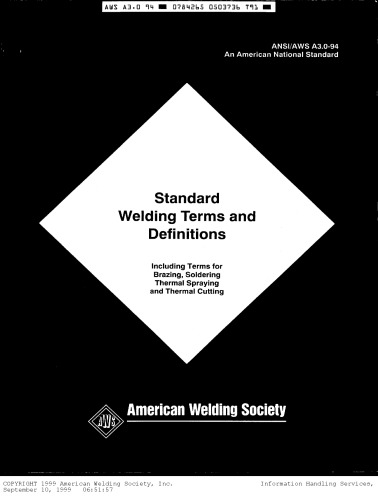 AWS A3.0 94 0784265 0503736 T91
ANSI/AWS A3.0-94
An American National Standard
Standard
Welding Terms and
Definitions
Including Terms for
Brazing, Soldering
Thermal Spraying
and Thermal Cutting
AWS
American Welding Society
COPYRIGHT 1999 American Welding Society, Inc. Information Handling Services,
September 10, 1999 06:51:57